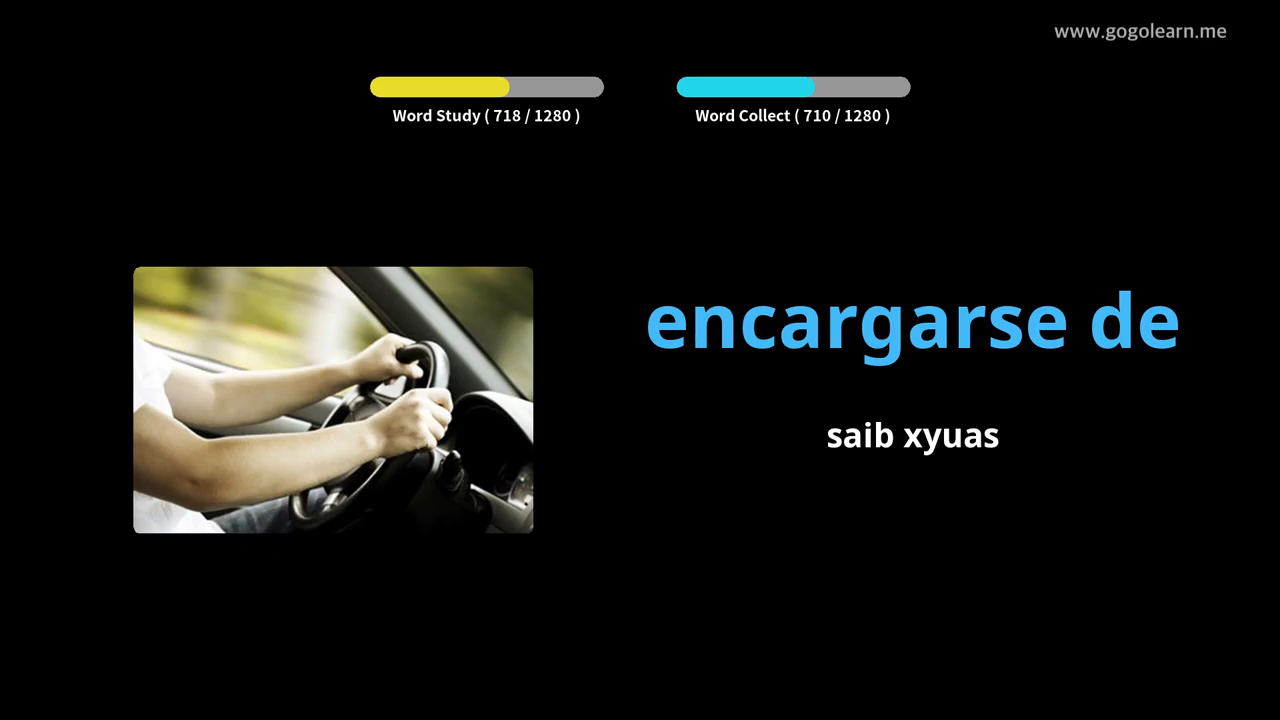 www.gogolearn.me
Word Study ( 718 / 1280 )
Word Collect ( 710 / 1280 )
encargarse de
saib xyuas